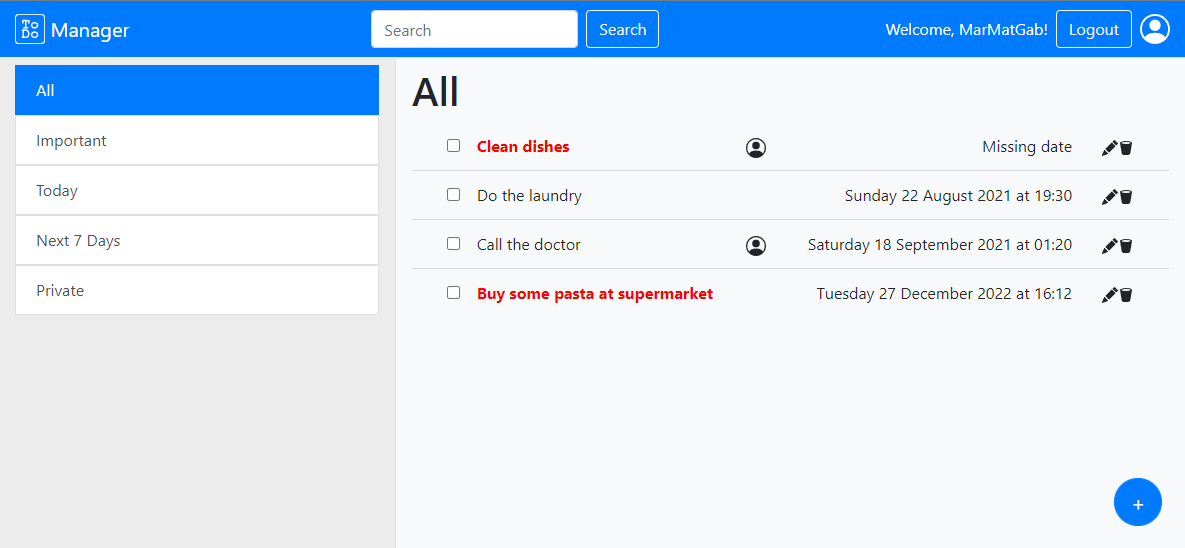 ToDo Manager
Search
Search
Welcome, MarMatGab!
Logout
All
Important
Today
Next 7 Days
Private
All
Clean dishes Missing date
Do the laundry Sunday 22 August 2021 at 19:30
Call the doctor Saturday 18 September 2021 at 01:20
Buy some pasta at supermarket Tuesday 27 December 2022 at 16:12
+